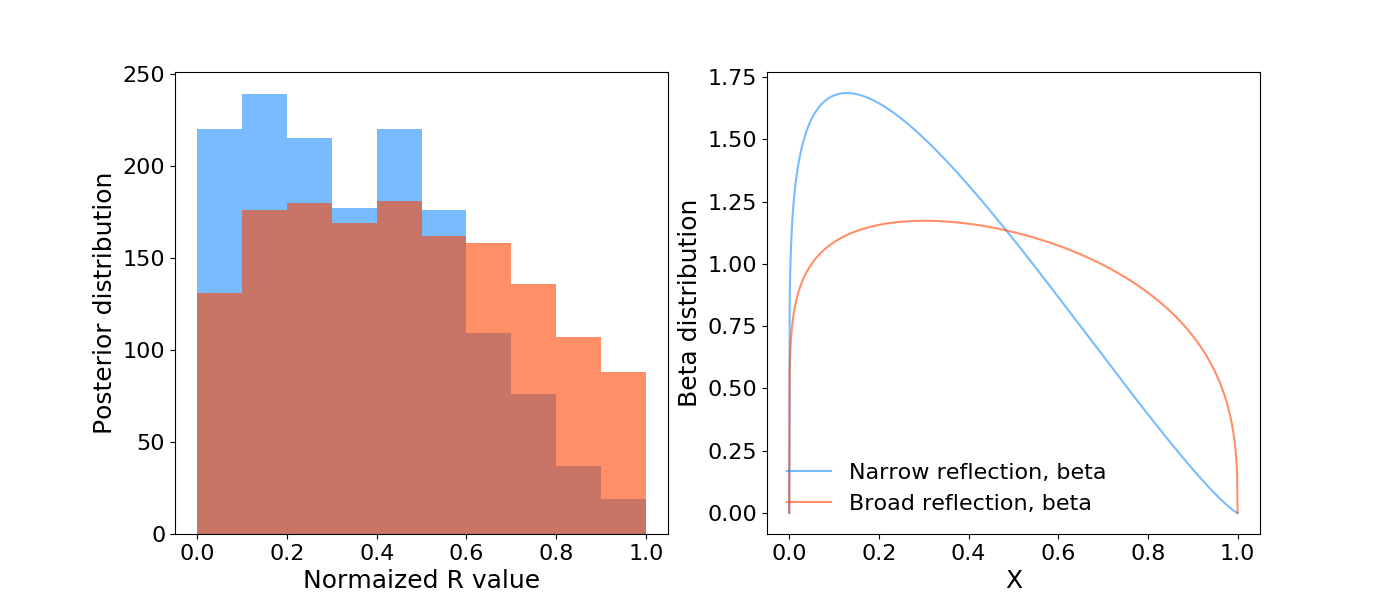 Posterior distribution
250
200
150
100
50
0
0.0 0.2 0.4 0.6 0.8 1.0
Normaized R value
Beta distribution
1.75
1.50
1.25
1.00
0.75
0.50
0.25
0.00
Narrow reflection, beta
Broad reflection, beta
0.0 0.2 0.4 0.6 0.8 1.0
X